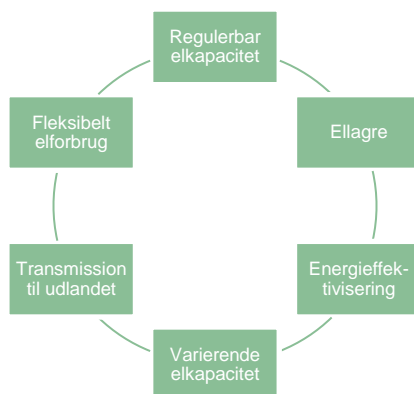 Regulerbar
elkapacitet
Ellagre
Energieffek-
tivisering
Varierende
elkapacitet
Transmission
til udlandet
Fleksibelt
elforbrug